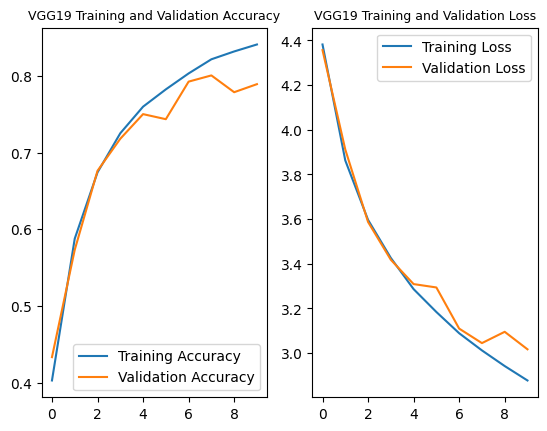 VGG19 Training and Validation Accuracy
0.8
0.7
0.6
0.5
0.4
Training Accuracy
Validation Accuracy
0 2 4 6 8
VGG19 Training and Validation Loss
4.4
4.2
4.0
3.8
3.6
3.4
3.2
3.0
Training Loss
Validation Loss
0 2 4 6 8